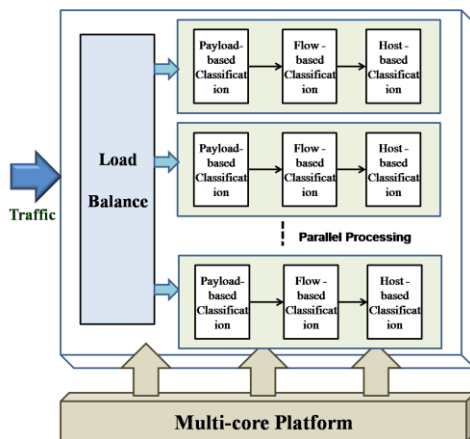 Payload-
based
Classificat
ion
Flow -
based
Classificat
ion
Host -
based
Classificat
ion
Load
Balance
Payload-
based
Classificat
ion
Flow -
based
Classificat
ion
Host -
based
Classificat
ion
Traffic
Parallel Processing
Payload-
based
Classificat
ion
Flow -
based
Classificat
ion
Host -
based
Classificat
ion
Multi-core Platform